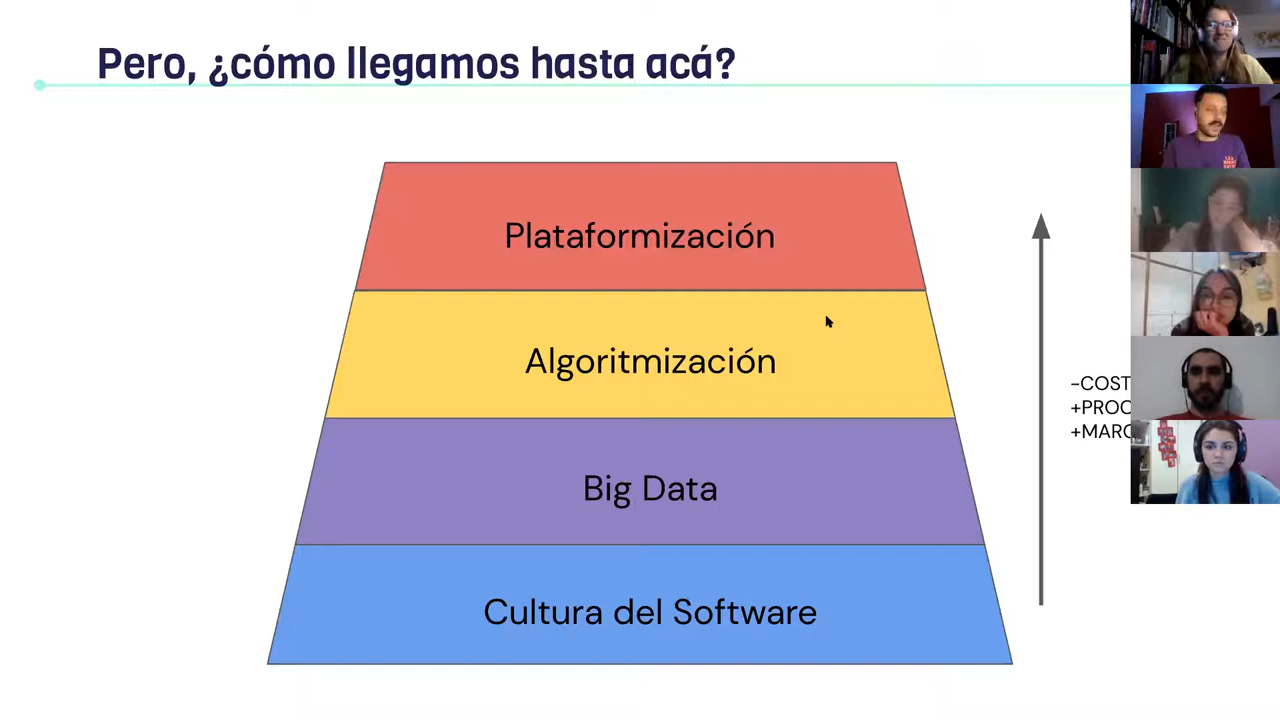 Pero, ¿cómo llegamos hasta acá?
Plataformización
Algoritmización
Big Data
Cultura del Software